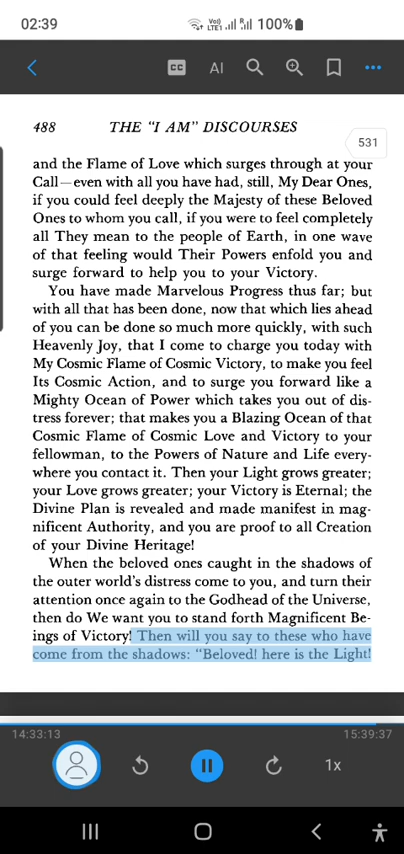 02:39
Vo)) LTE1 R 100%
CC AI
488 THE "I AM" DISCOURSES
531
and the Flame of Love which surges through at your
Call—even with all you have had, still, My Dear Ones,
if you could feel deeply the Majesty of these Beloved
Ones to whom you call, if you were to feel completely
all They mean to the people of Earth, in one wave
of that feeling would Their Powers enfold you and
surge forward to help you to your Victory.
You have made Marvelous Progress thus far; but
with all that has been done, now that which lies ahead
of you can be done so much more quickly, with such
Heavenly Joy, that I come to charge you today with
My Cosmic Flame of Cosmic Victory, to make you feel
Its Cosmic Action, and to surge you forward like a
Mighty Ocean of Power which takes you out of dis-
tress forever; that makes you a Blazing Ocean of that
Cosmic Flame of Cosmic Love and Victory to your
fellowman, to the Powers of Nature and Life every-
where you contact it. Then your Light grows greater;
your Love grows greater; your Victory is Eternal; the
Divine Plan is revealed and made manifest in mag-
nificent Authority, and you are proof to all Creation
of your Divine Heritage!
When the beloved ones caught in the shadows of
the outer world's distress come to you, and turn their
attention once again to the Godhead of the Universe,
then do We want you to stand forth Magnificent Be-
ings of Victory! Then will you say to these who have
come from the shadows: "Beloved! here is the Light!
14:33:13 15:39:37
1x